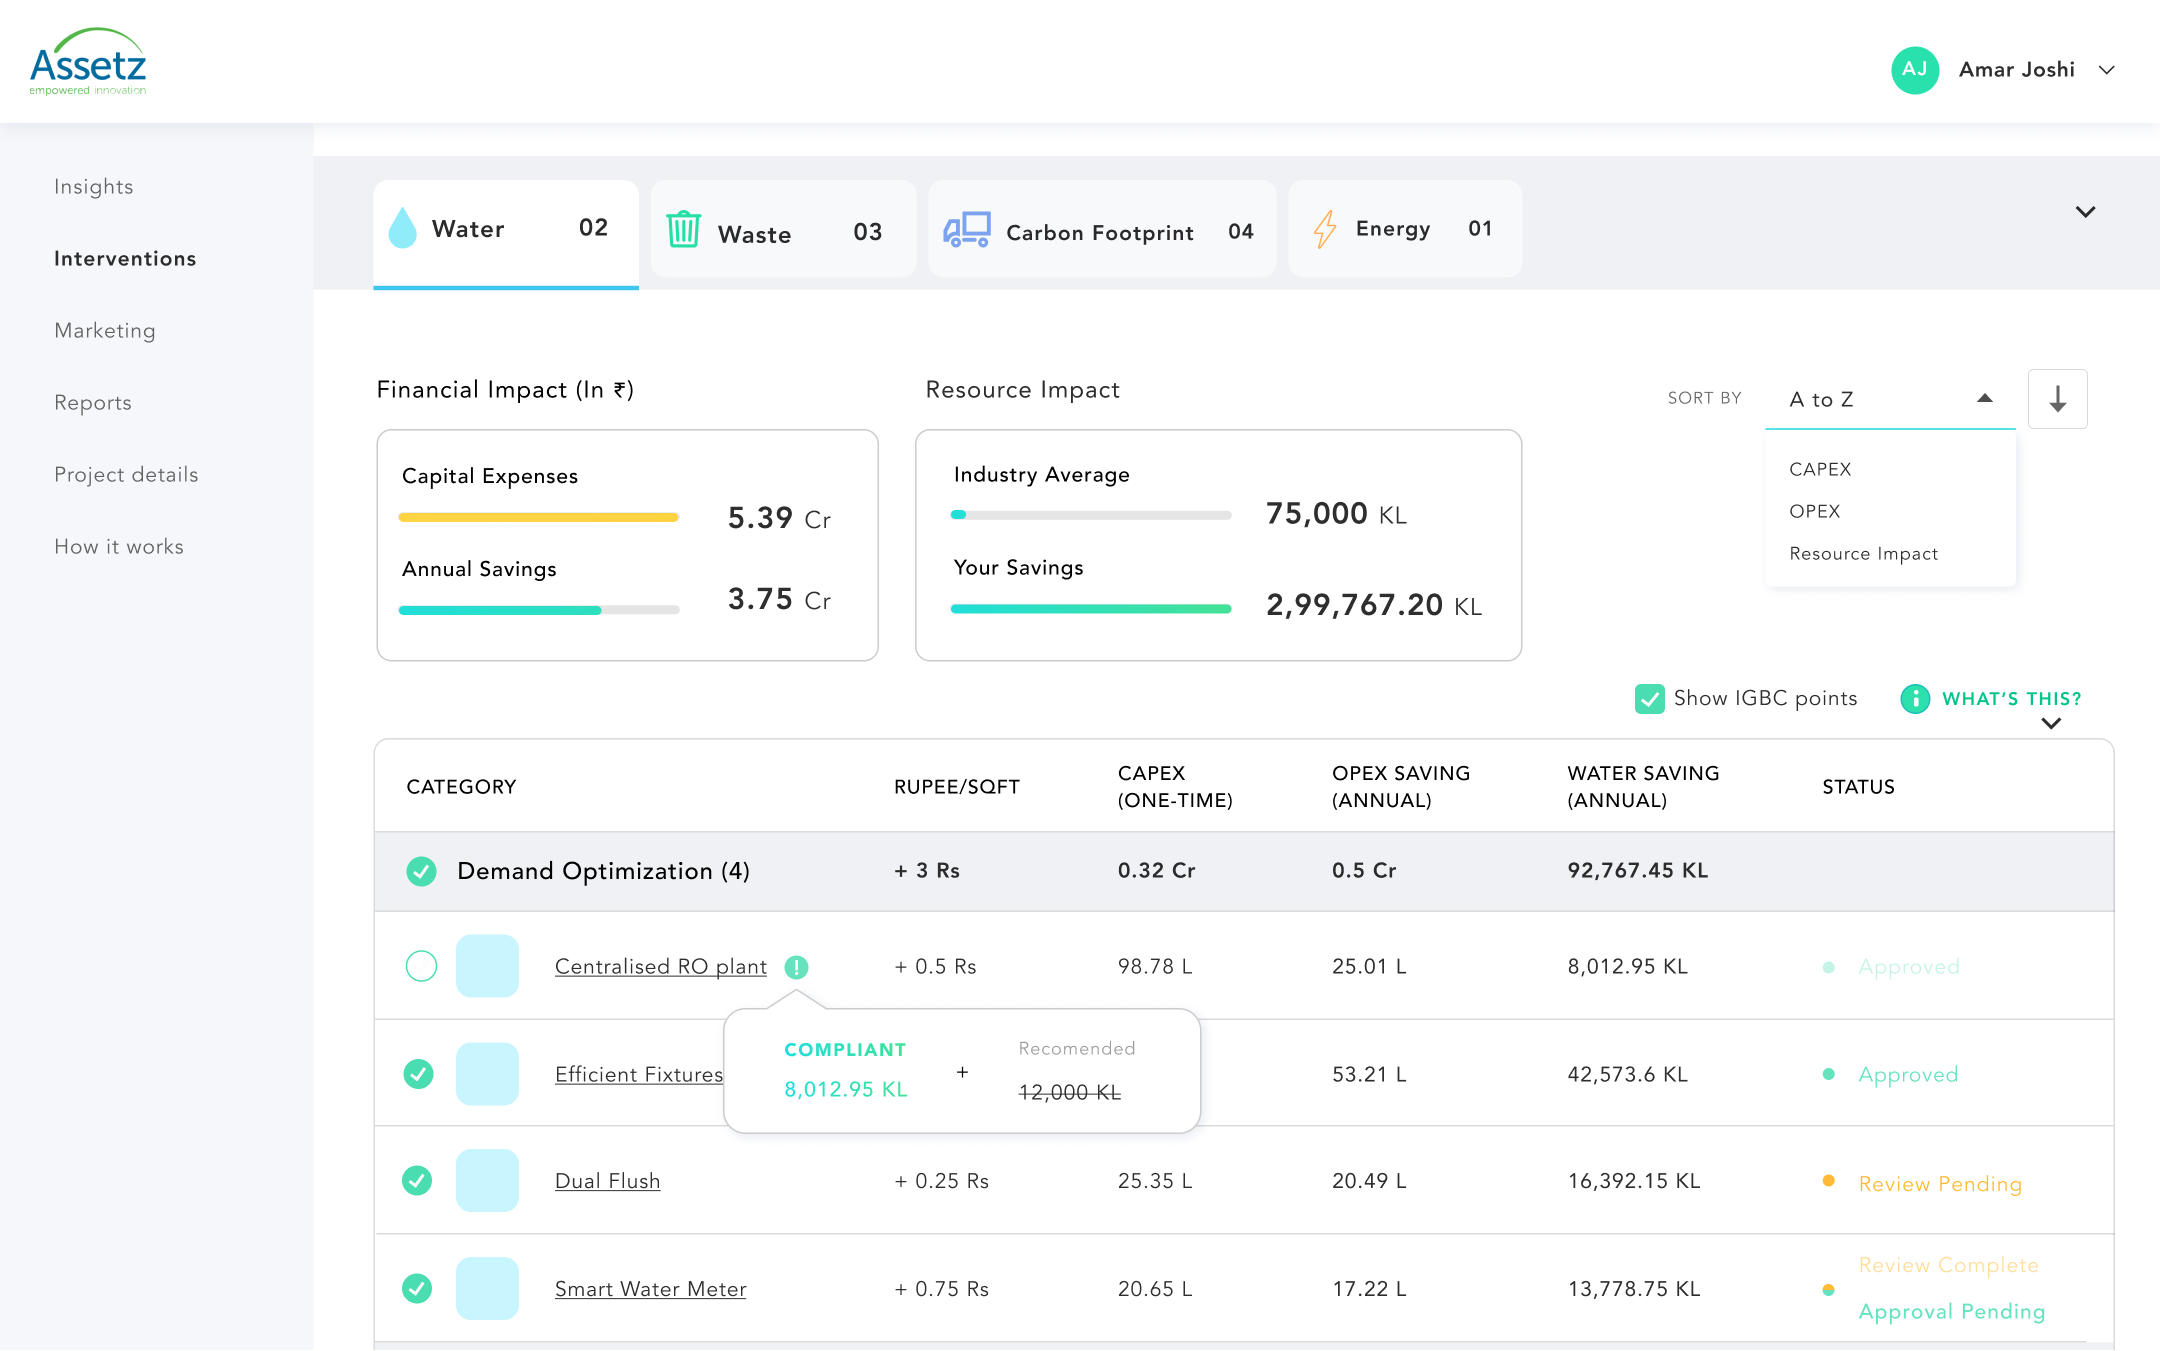 Assetz
empowered innovation
AJ
Amar Joshi
Insights
Interventions
Marketing
Reports
Project details
How it works
Water 02
Waste 03
Carbon Footprint 04
Energy 01
Financial Impact (In ₹)
Capital Expenses
5.39 Cr
Annual Savings
3.75 Cr
Resource Impact
Industry Average
75,000 KL
Your Savings
2,99,767.20 KL
SORT BY
A to Z
CAPEX
OPEX
Resource Impact
Show IGBC points
WHAT'S THIS?
CATEGORY
RUPEE/SQFT
CAPEX
(ONE-TIME)
OPEX SAVING
(ANNUAL)
WATER SAVING
(ANNUAL)
STATUS
Demand Optimization (4) + 3 Rs 0.32 Cr 0.5 Cr 92,767.45 KL
Centralised RO plant ! + 0.5 Rs 98.78 L 25.01 L 8,012.95 KL Approved
COMPLIANT
8,012.95 KL
+
Recomended
12,000 KL
Efficient Fixtures 53.21 L 42,573.6 KL Approved
Dual Flush + 0.25 Rs 25.35 L 20.49 L 16,392.15 KL Review Pending
Smart Water Meter + 0.75 Rs 20.65 L 17.22 L 13,778.75 KL
Review Complete
Approval Pending